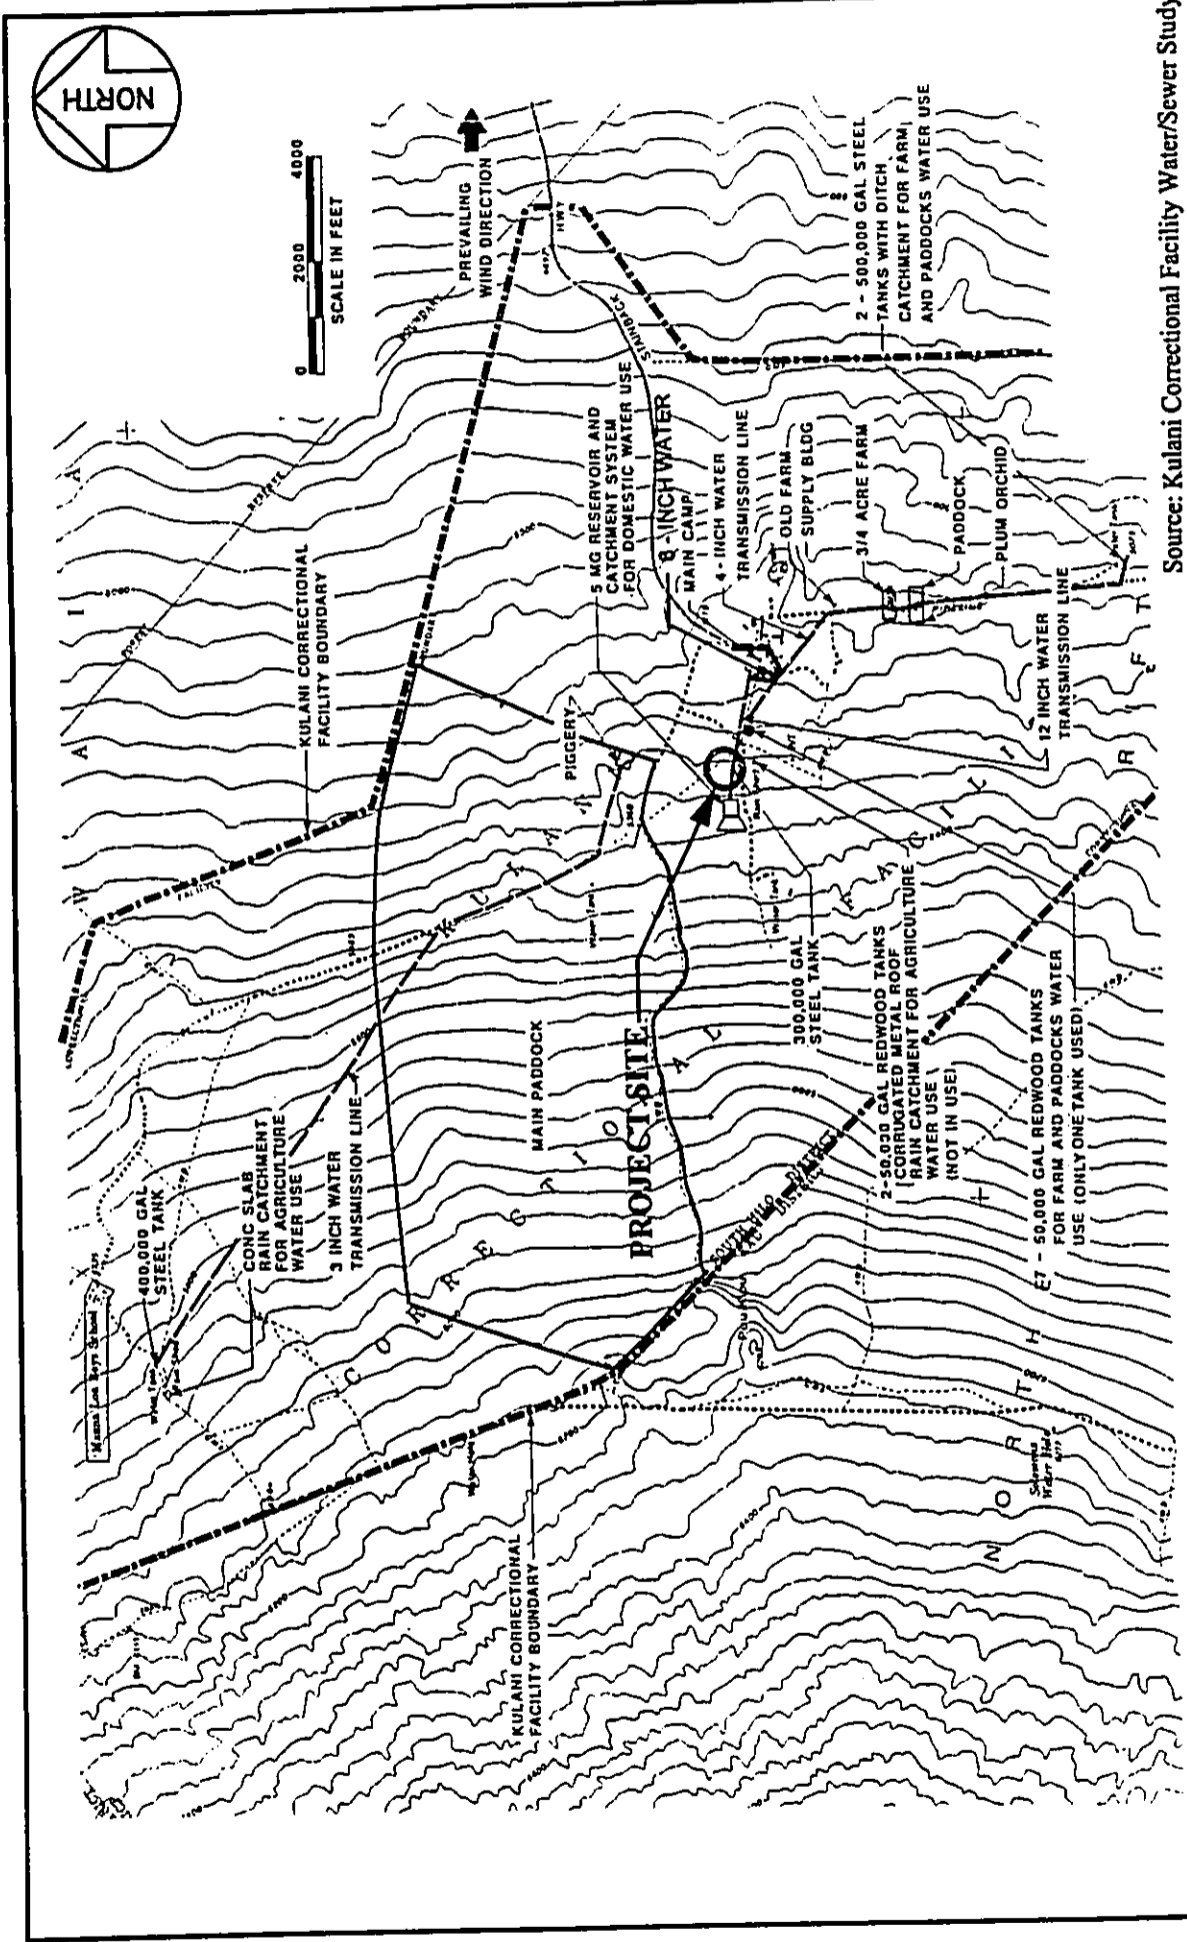 NORTH
0 2000 4000
SCALE IN FEET
PREVAILING
WIND DIRECTION
HWY
STAINBACK
KULANI CORRECTIONAL
FACILITY BOUNDARY
400,000 GAL
STEEL TANK
CONC SLAB
RAIN CATCHMENT
FOR AGRICULTURE
WATER USE
3 INCH WATER
TRANSMISSION LINE
MAIN PADDOCK
PROJECT SITE
PIGGERY
5 MG RESERVOIR AND
CATCHMENT SYSTEM
FOR DOMESTIC WATER USE
8 - INCH WATER
MAIN CAMP
4 - INCH WATER
TRANSMISSION LINE
OLD FARM
SUPPLY BLDG
3/4 ACRE FARM
PADDOCK
PLUM ORCHID
2 - 500,000 GAL STEEL
TANKS WITH DITCH
CATCHMENT FOR FARM
AND PADDOCKS WATER USE
12 INCH WATER
TRANSMISSION LINE
300,000 GAL
STEEL TANK
2-50,000 GAL REDWOOD TANKS
CORRUGATED METAL ROOF
RAIN CATCHMENT FOR AGRICULTURE
WATER USE
(NOT IN USE)
E7 - 50,000 GAL REDWOOD TANKS
FOR FARM AND PADDOCKS WATER
USE (ONLY ONE TANK USED)
KULANI CORRECTIONAL
FACILITY BOUNDARY
SOUTH HILO DISTRICT
CORRECTIONAL
Source: Kulani Correctional Facility Water/Sewer Study